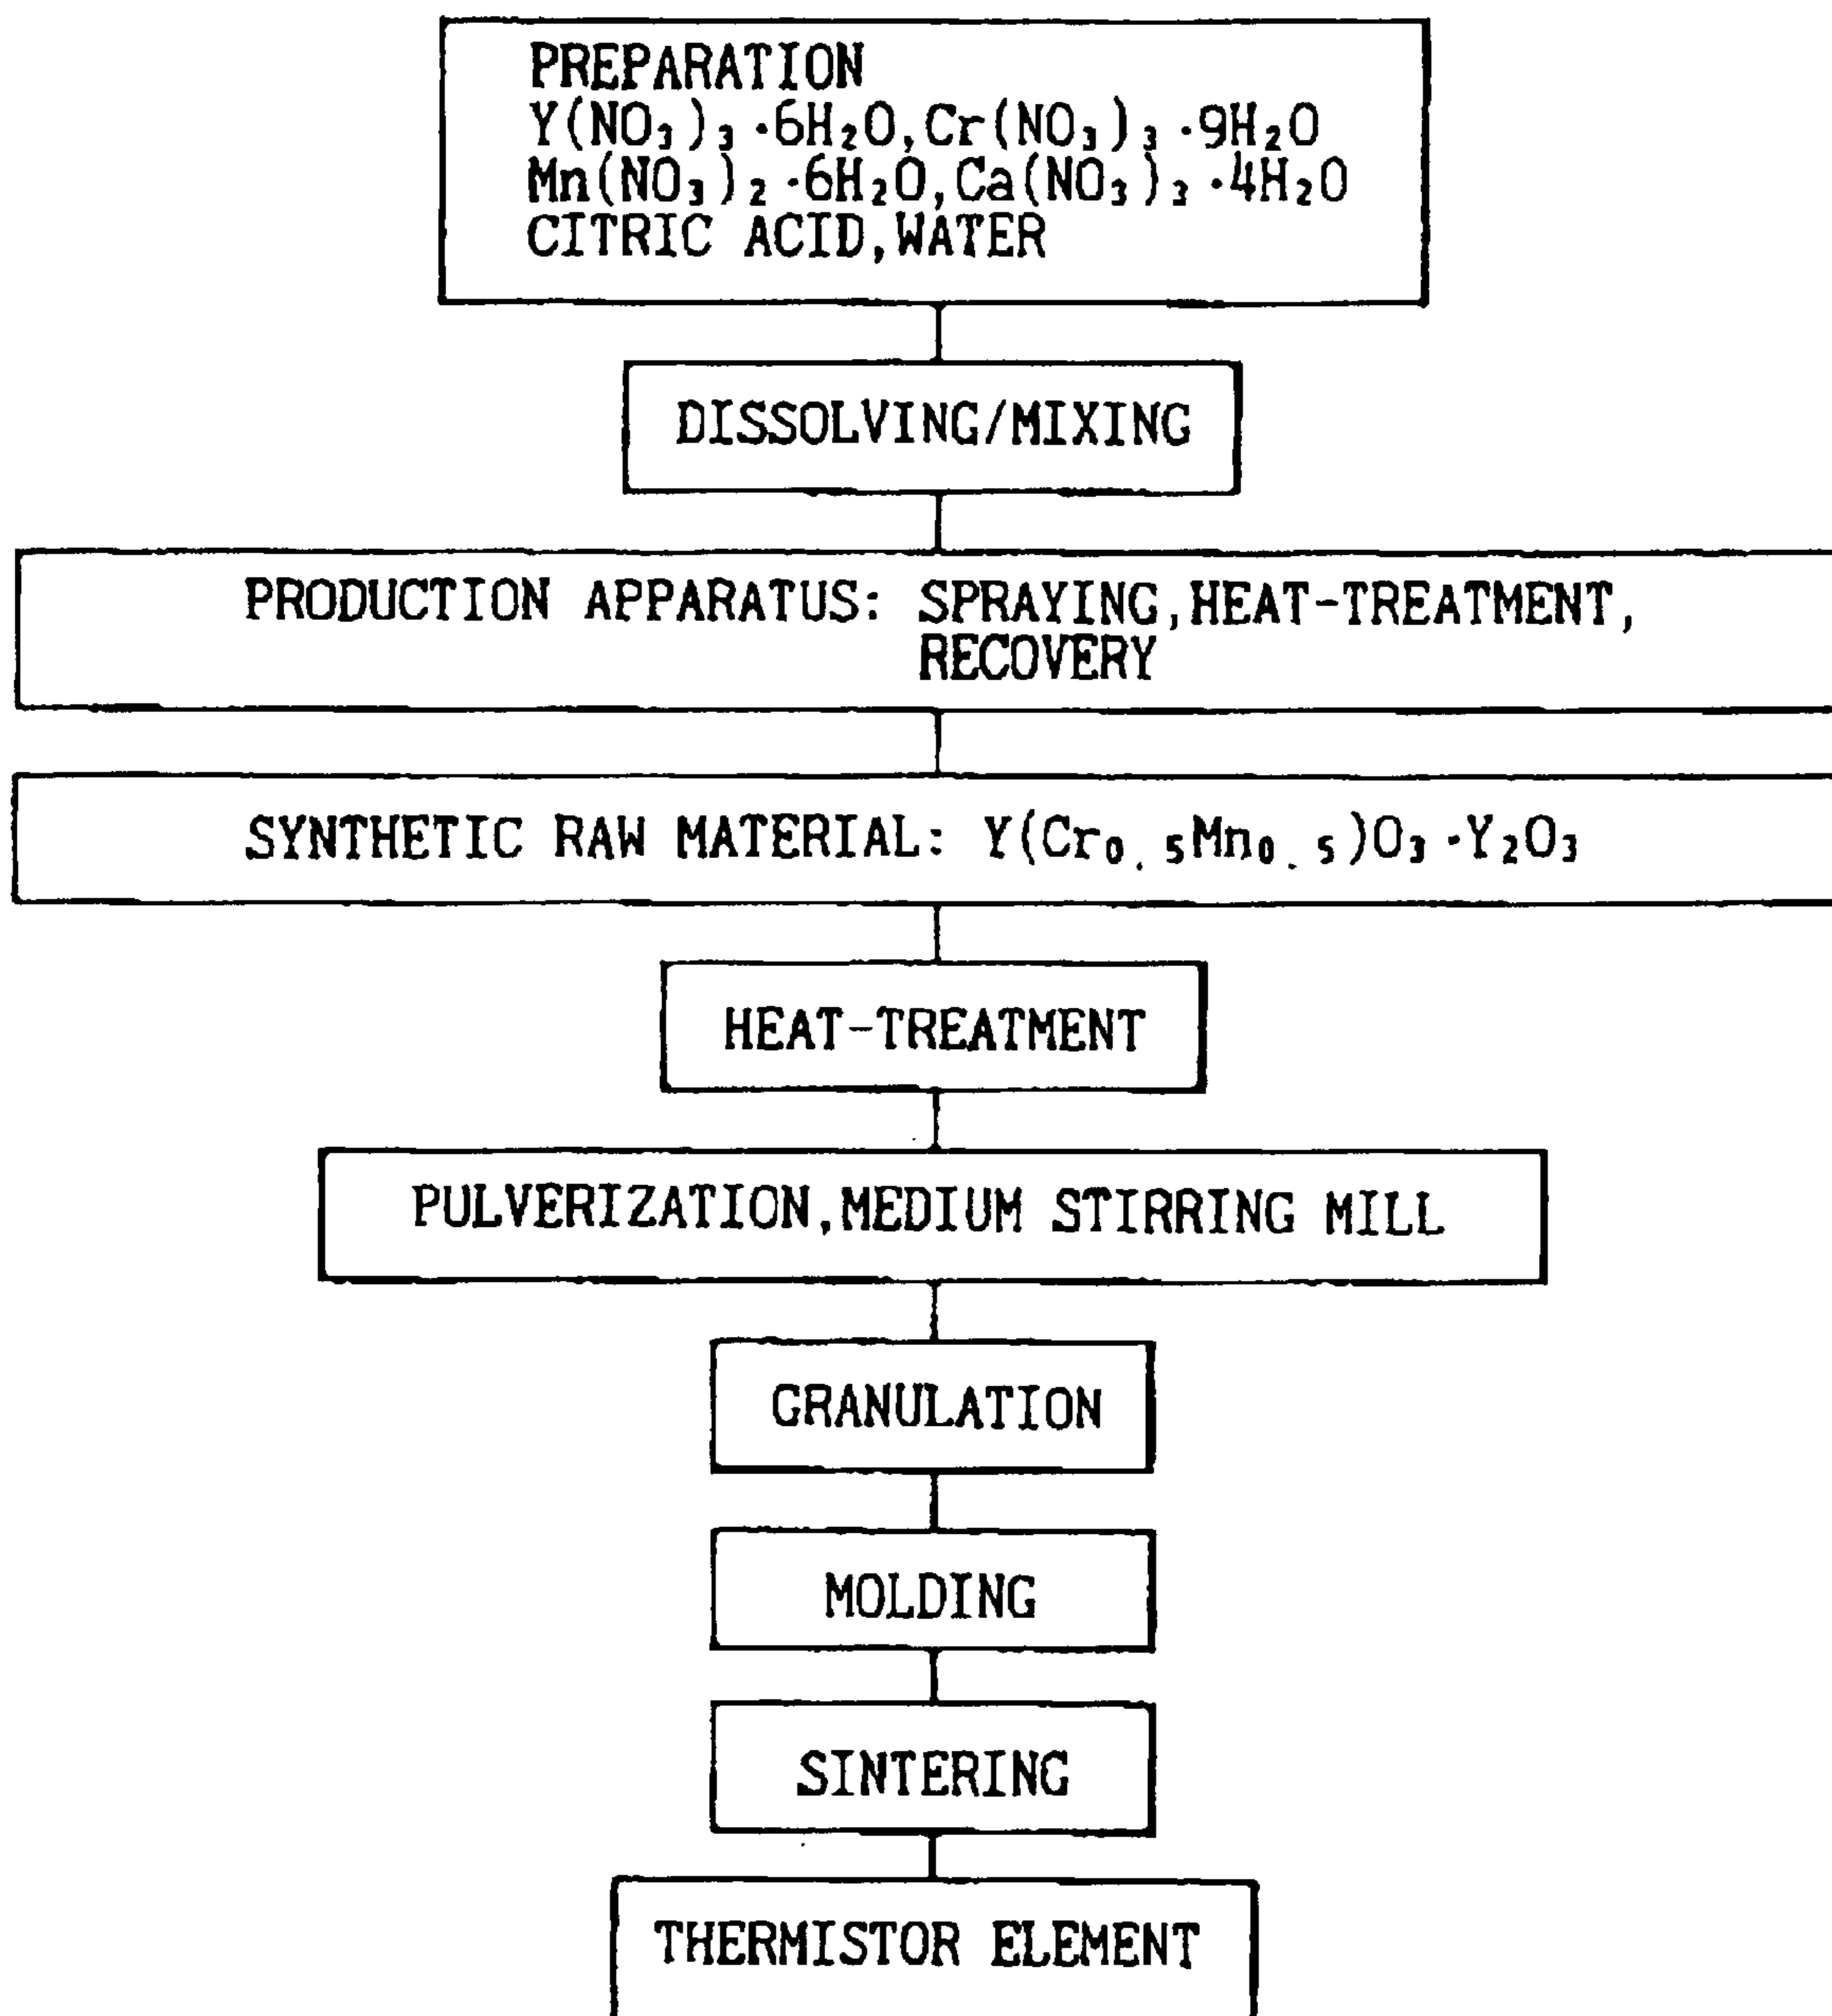 PREPARATION
Y(NO₃)₃·6H₂O,Cr(NO₃)₃·9H₂O
Mn(NO₃)₂·6H₂O,Ca(NO₃)₃·4H₂O
CITRIC ACID,WATER
DISSOLVING/MIXING
PRODUCTION APPARATUS: SPRAYING,HEAT-TREATMENT,
RECOVERY
SYNTHETIC RAW MATERIAL: Y(Cr₀.₅Mn₀.₅)O₃·Y₂O₃
HEAT-TREATMENT
PULVERIZATION,MEDIUM STIRRING MILL
GRANULATION
MOLDING
SINTERING
THERMISTOR ELEMENT